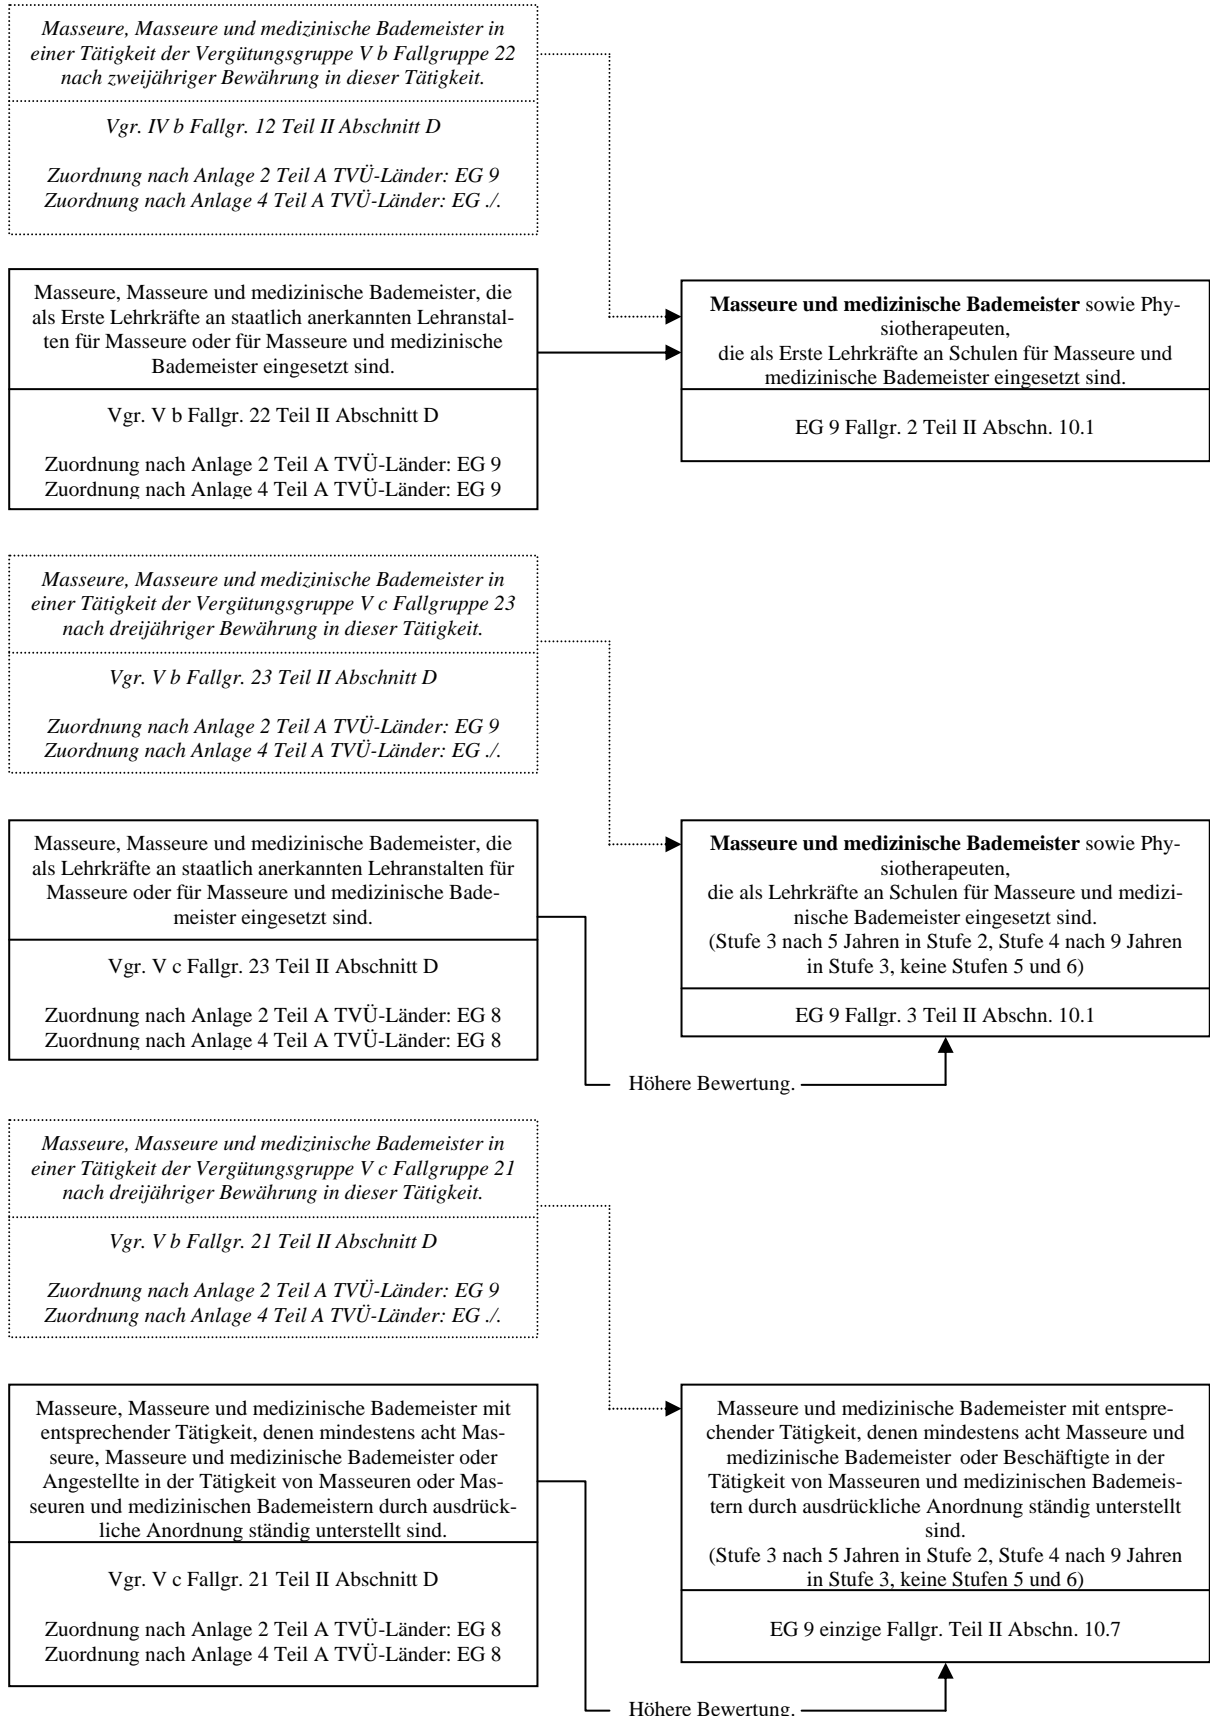 Masseure, Masseure und medizinische Bademeister in
einer Tätigkeit der Vergütungsgruppe V b Fallgruppe 22
nach zweijähriger Bewährung in dieser Tätigkeit.
Vgr. IV b Fallgr. 12 Teil II Abschnitt D
Zuordnung nach Anlage 2 Teil A TVÜ-Länder: EG 9
Zuordnung nach Anlage 4 Teil A TVÜ-Länder: EG ./.
Masseure, Masseure und medizinische Bademeister, die
als Erste Lehrkräfte an staatlich anerkannten Lehranstal-
ten für Masseure oder für Masseure und medizinische
Bademeister eingesetzt sind.
Vgr. V b Fallgr. 22 Teil II Abschnitt D
Zuordnung nach Anlage 2 Teil A TVÜ-Länder: EG 9
Zuordnung nach Anlage 4 Teil A TVÜ-Länder: EG 9
Masseure und medizinische Bademeister sowie Phy-
siotherapeuten,
die als Erste Lehrkräfte an Schulen für Masseure und
medizinische Bademeister eingesetzt sind.
EG 9 Fallgr. 2 Teil II Abschn. 10.1
Masseure, Masseure und medizinische Bademeister in
einer Tätigkeit der Vergütungsgruppe V c Fallgruppe 23
nach dreijähriger Bewährung in dieser Tätigkeit.
Vgr. V b Fallgr. 23 Teil II Abschnitt D
Zuordnung nach Anlage 2 Teil A TVÜ-Länder: EG 9
Zuordnung nach Anlage 4 Teil A TVÜ-Länder: EG ./.
Masseure, Masseure und medizinische Bademeister, die
als Lehrkräfte an staatlich anerkannten Lehranstalten für
Masseure oder für Masseure und medizinische Bade-
meister eingesetzt sind.
Vgr. V c Fallgr. 23 Teil II Abschnitt D
Zuordnung nach Anlage 2 Teil A TVÜ-Länder: EG 8
Zuordnung nach Anlage 4 Teil A TVÜ-Länder: EG 8
Masseure und medizinische Bademeister sowie Phy-
siotherapeuten,
die als Lehrkräfte an Schulen für Masseure und medizi-
nische Bademeister eingesetzt sind.
(Stufe 3 nach 5 Jahren in Stufe 2, Stufe 4 nach 9 Jahren
in Stufe 3, keine Stufen 5 und 6)
EG 9 Fallgr. 3 Teil II Abschn. 10.1
Höhere Bewertung.
Masseure, Masseure und medizinische Bademeister in
einer Tätigkeit der Vergütungsgruppe V c Fallgruppe 21
nach dreijähriger Bewährung in dieser Tätigkeit.
Vgr. V b Fallgr. 21 Teil II Abschnitt D
Zuordnung nach Anlage 2 Teil A TVÜ-Länder: EG 9
Zuordnung nach Anlage 4 Teil A TVÜ-Länder: EG ./.
Masseure, Masseure und medizinische Bademeister mit
entsprechender Tätigkeit, denen mindestens acht Mas-
seure, Masseure und medizinische Bademeister oder
Angestellte in der Tätigkeit von Masseuren oder Mas-
seuren und medizinischen Bademeistern durch ausdrück-
liche Anordnung ständig unterstellt sind.
Vgr. V c Fallgr. 21 Teil II Abschnitt D
Zuordnung nach Anlage 2 Teil A TVÜ-Länder: EG 8
Zuordnung nach Anlage 4 Teil A TVÜ-Länder: EG 8
Masseure und medizinische Bademeister mit entspre-
chender Tätigkeit, denen mindestens acht Masseure und
medizinische Bademeister oder Beschäftigte in der
Tätigkeit von Masseuren und medizinischen Bademeis-
tern durch ausdrückliche Anordnung ständig unterstellt
sind.
(Stufe 3 nach 5 Jahren in Stufe 2, Stufe 4 nach 9 Jahren
in Stufe 3, keine Stufen 5 und 6)
EG 9 einzige Fallgr. Teil II Abschn. 10.7
Höhere Bewertung.